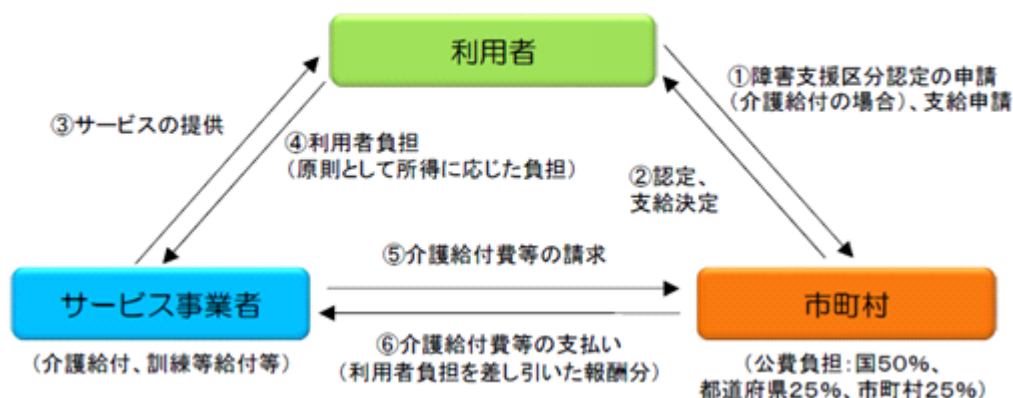 利用者
①障害支援区分認定の申請
（介護給付の場合）、支給申請
③サービスの提供
④利用者負担
（原則として所得に応じた負担）
②認定、
支給決定
⑤介護給付費等の請求
サービス事業者
市町村
⑥介護給付費等の支払い
（利用者負担を差し引いた報酬分）
（介護給付、訓練等給付等）
（公費負担：国50％、
都道府県25％、市町村25％）